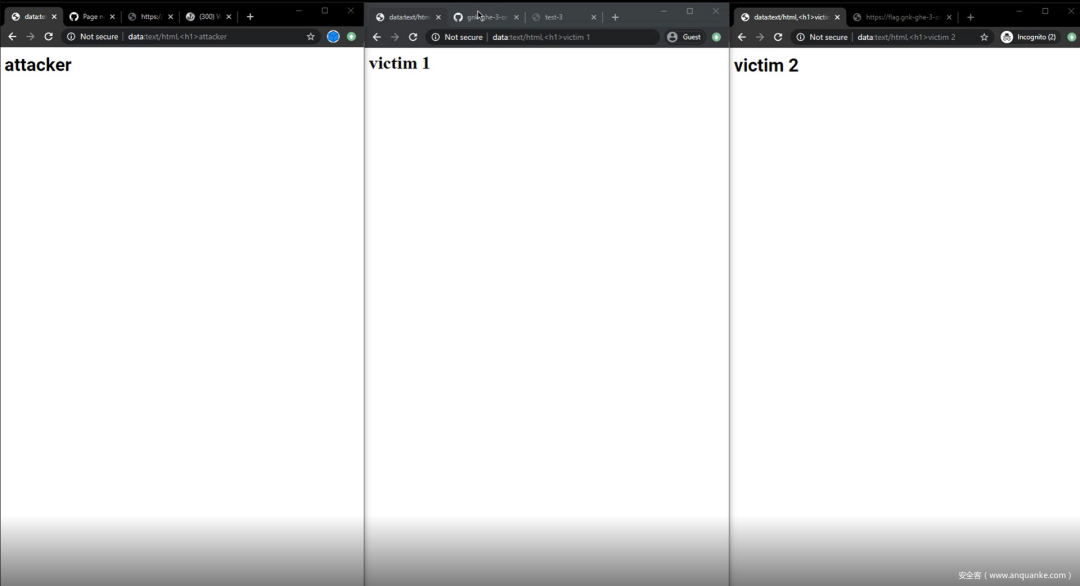 data:te Page n https:/ (300) V
Not secure | data:text/html,<h1>attacker
attacker
data:text/htm gnk-ghe-3-or test-3
Not secure | data:text/html,<h1>victim 1 Guest
victim 1
data:text/html,<h1>victim https://flag.gnk-ghe-3-o
Not secure | data:text/html,<h1>victim 2 Incognito (2)
victim 2
安全客（www.anquanke.com）